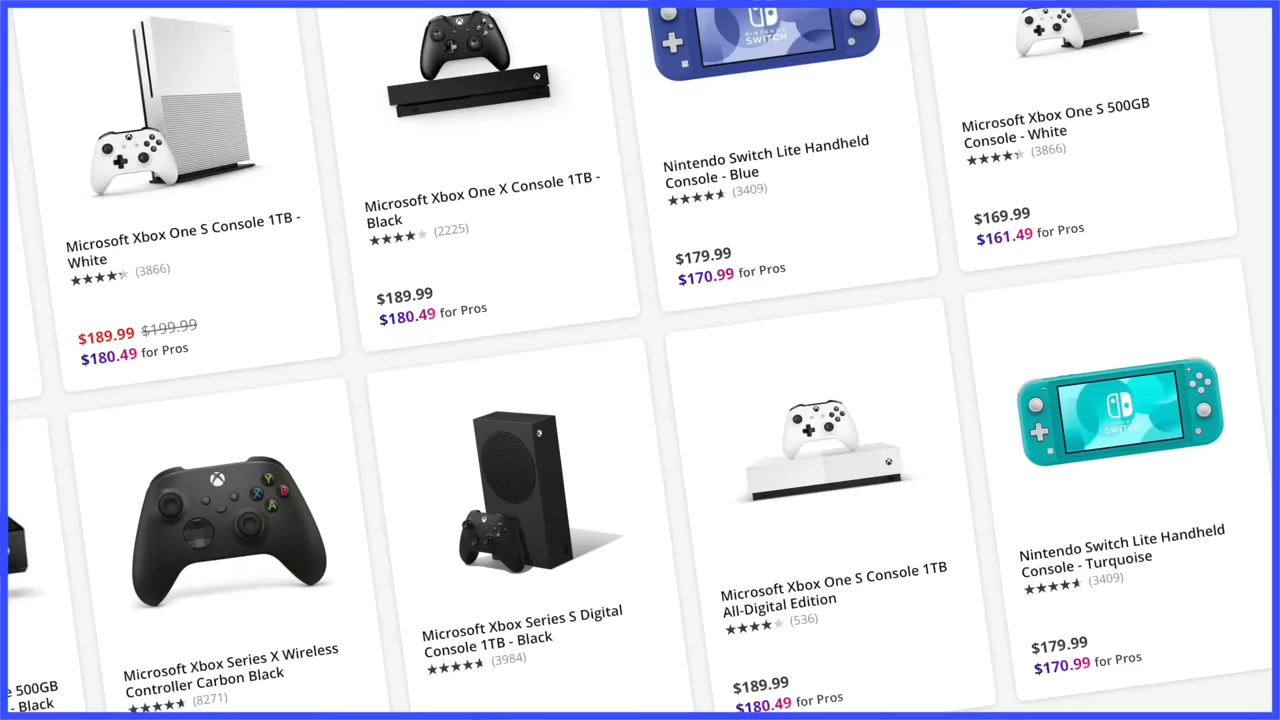 Microsoft Xbox One S Console 1TB -
White
(3866)
$189.99 $199.99
$180.49 for Pros
Microsoft Xbox One X Console 1TB -
Black
(2225)
$189.99
$180.49 for Pros
NINTENDO
SWITCH
Nintendo Switch Lite Handheld
Console - Blue
(3409)
$179.99
$170.99 for Pros
Microsoft Xbox One S 500GB
Console - White
(3866)
$169.99
$161.49 for Pros
e 500GB
- Black
Y
X
B
A
Microsoft Xbox Series X Wireless
Controller Carbon Black
(8271)
Microsoft Xbox Series S Digital
Console 1TB - Black
(3984)
Microsoft Xbox One S Console 1TB
All-Digital Edition
(536)
$189.99
$180.49 for Pros
SWITCH
Nintendo Switch Lite Handheld
Console - Turquoise
(3409)
$179.99
$170.99 for Pros